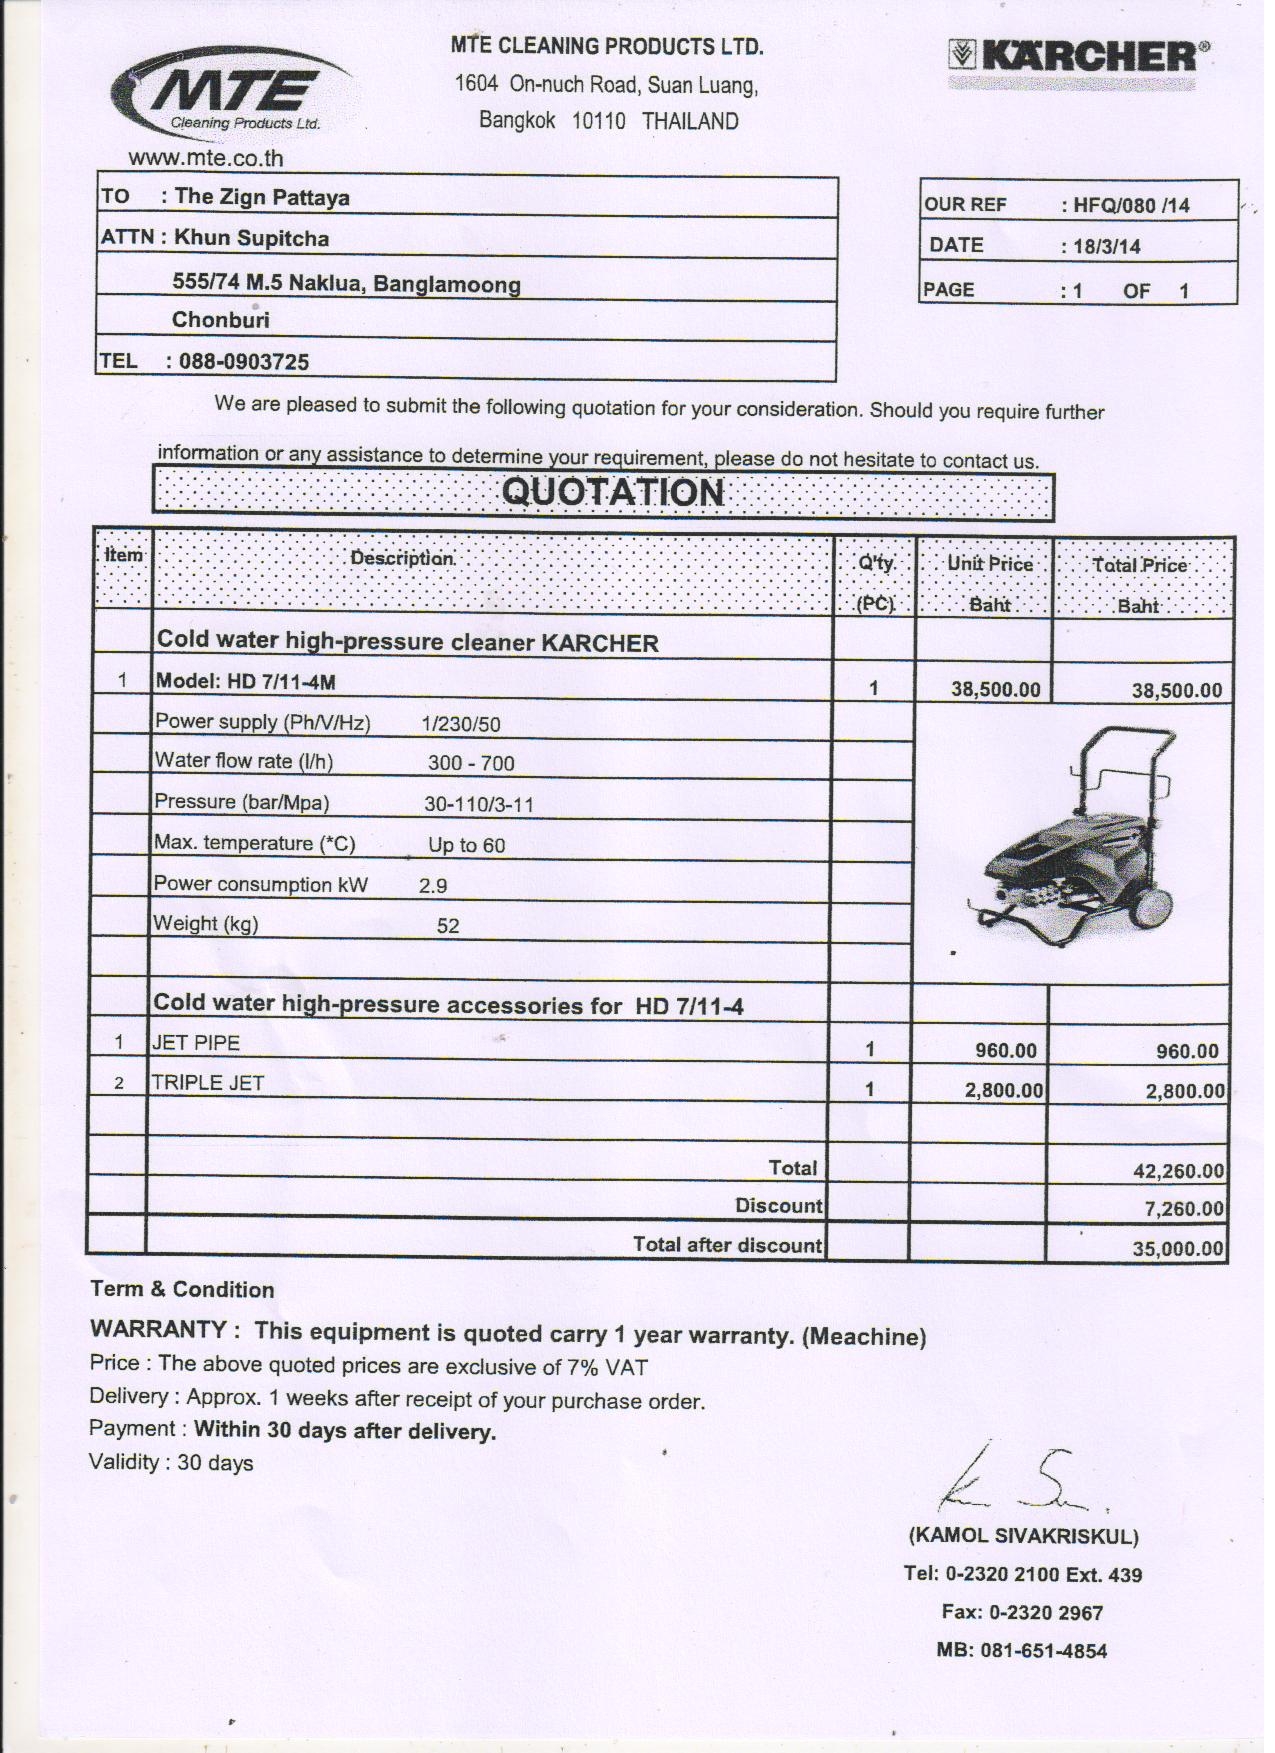 MTE CLEANING PRODUCTS LTD.
1604 On-nuch Road, Suan Luang,
Bangkok 10110 THAILAND
MTE
Cleaning Products Ltd.
www.mte.co.th
KÄRCHER®
TO : The Zign Pattaya
ATTN : Khun Supitcha
555/74 M.5 Naklua, Banglamoong
Chonburi
TEL : 088-0903725
OUR REF : HFQ/080 /14
DATE : 18/3/14
PAGE : 1 OF 1
We are pleased to submit the following quotation for your consideration. Should you require further
information or any assistance to determine your requirement, please do not hesitate to contact us.
QUOTATION
Item Description Q'ty Unit Price Total Price
(PC) Baht Baht
Cold water high-pressure cleaner KARCHER
1 Model: HD 7/11-4M 1 38,500.00 38,500.00
Power supply (Ph/V/Hz) 1/230/50
Water flow rate (l/h) 300 - 700
Pressure (bar/Mpa) 30-110/3-11
Max. temperature (*C) Up to 60
Power consumption kW 2.9
Weight (kg) 52
Cold water high-pressure accessories for HD 7/11-4
1 JET PIPE 1 960.00 960.00
2 TRIPLE JET 1 2,800.00 2,800.00
Total 42,260.00
Discount 7,260.00
Total after discount 35,000.00
Term & Condition
WARRANTY : This equipment is quoted carry 1 year warranty. (Meachine)
Price : The above quoted prices are exclusive of 7% VAT
Delivery : Approx. 1 weeks after receipt of your purchase order.
Payment : Within 30 days after delivery.
Validity : 30 days
(KAMOL SIVAKRISKUL)
Tel: 0-2320 2100 Ext. 439
Fax: 0-2320 2967
MB: 081-651-4854